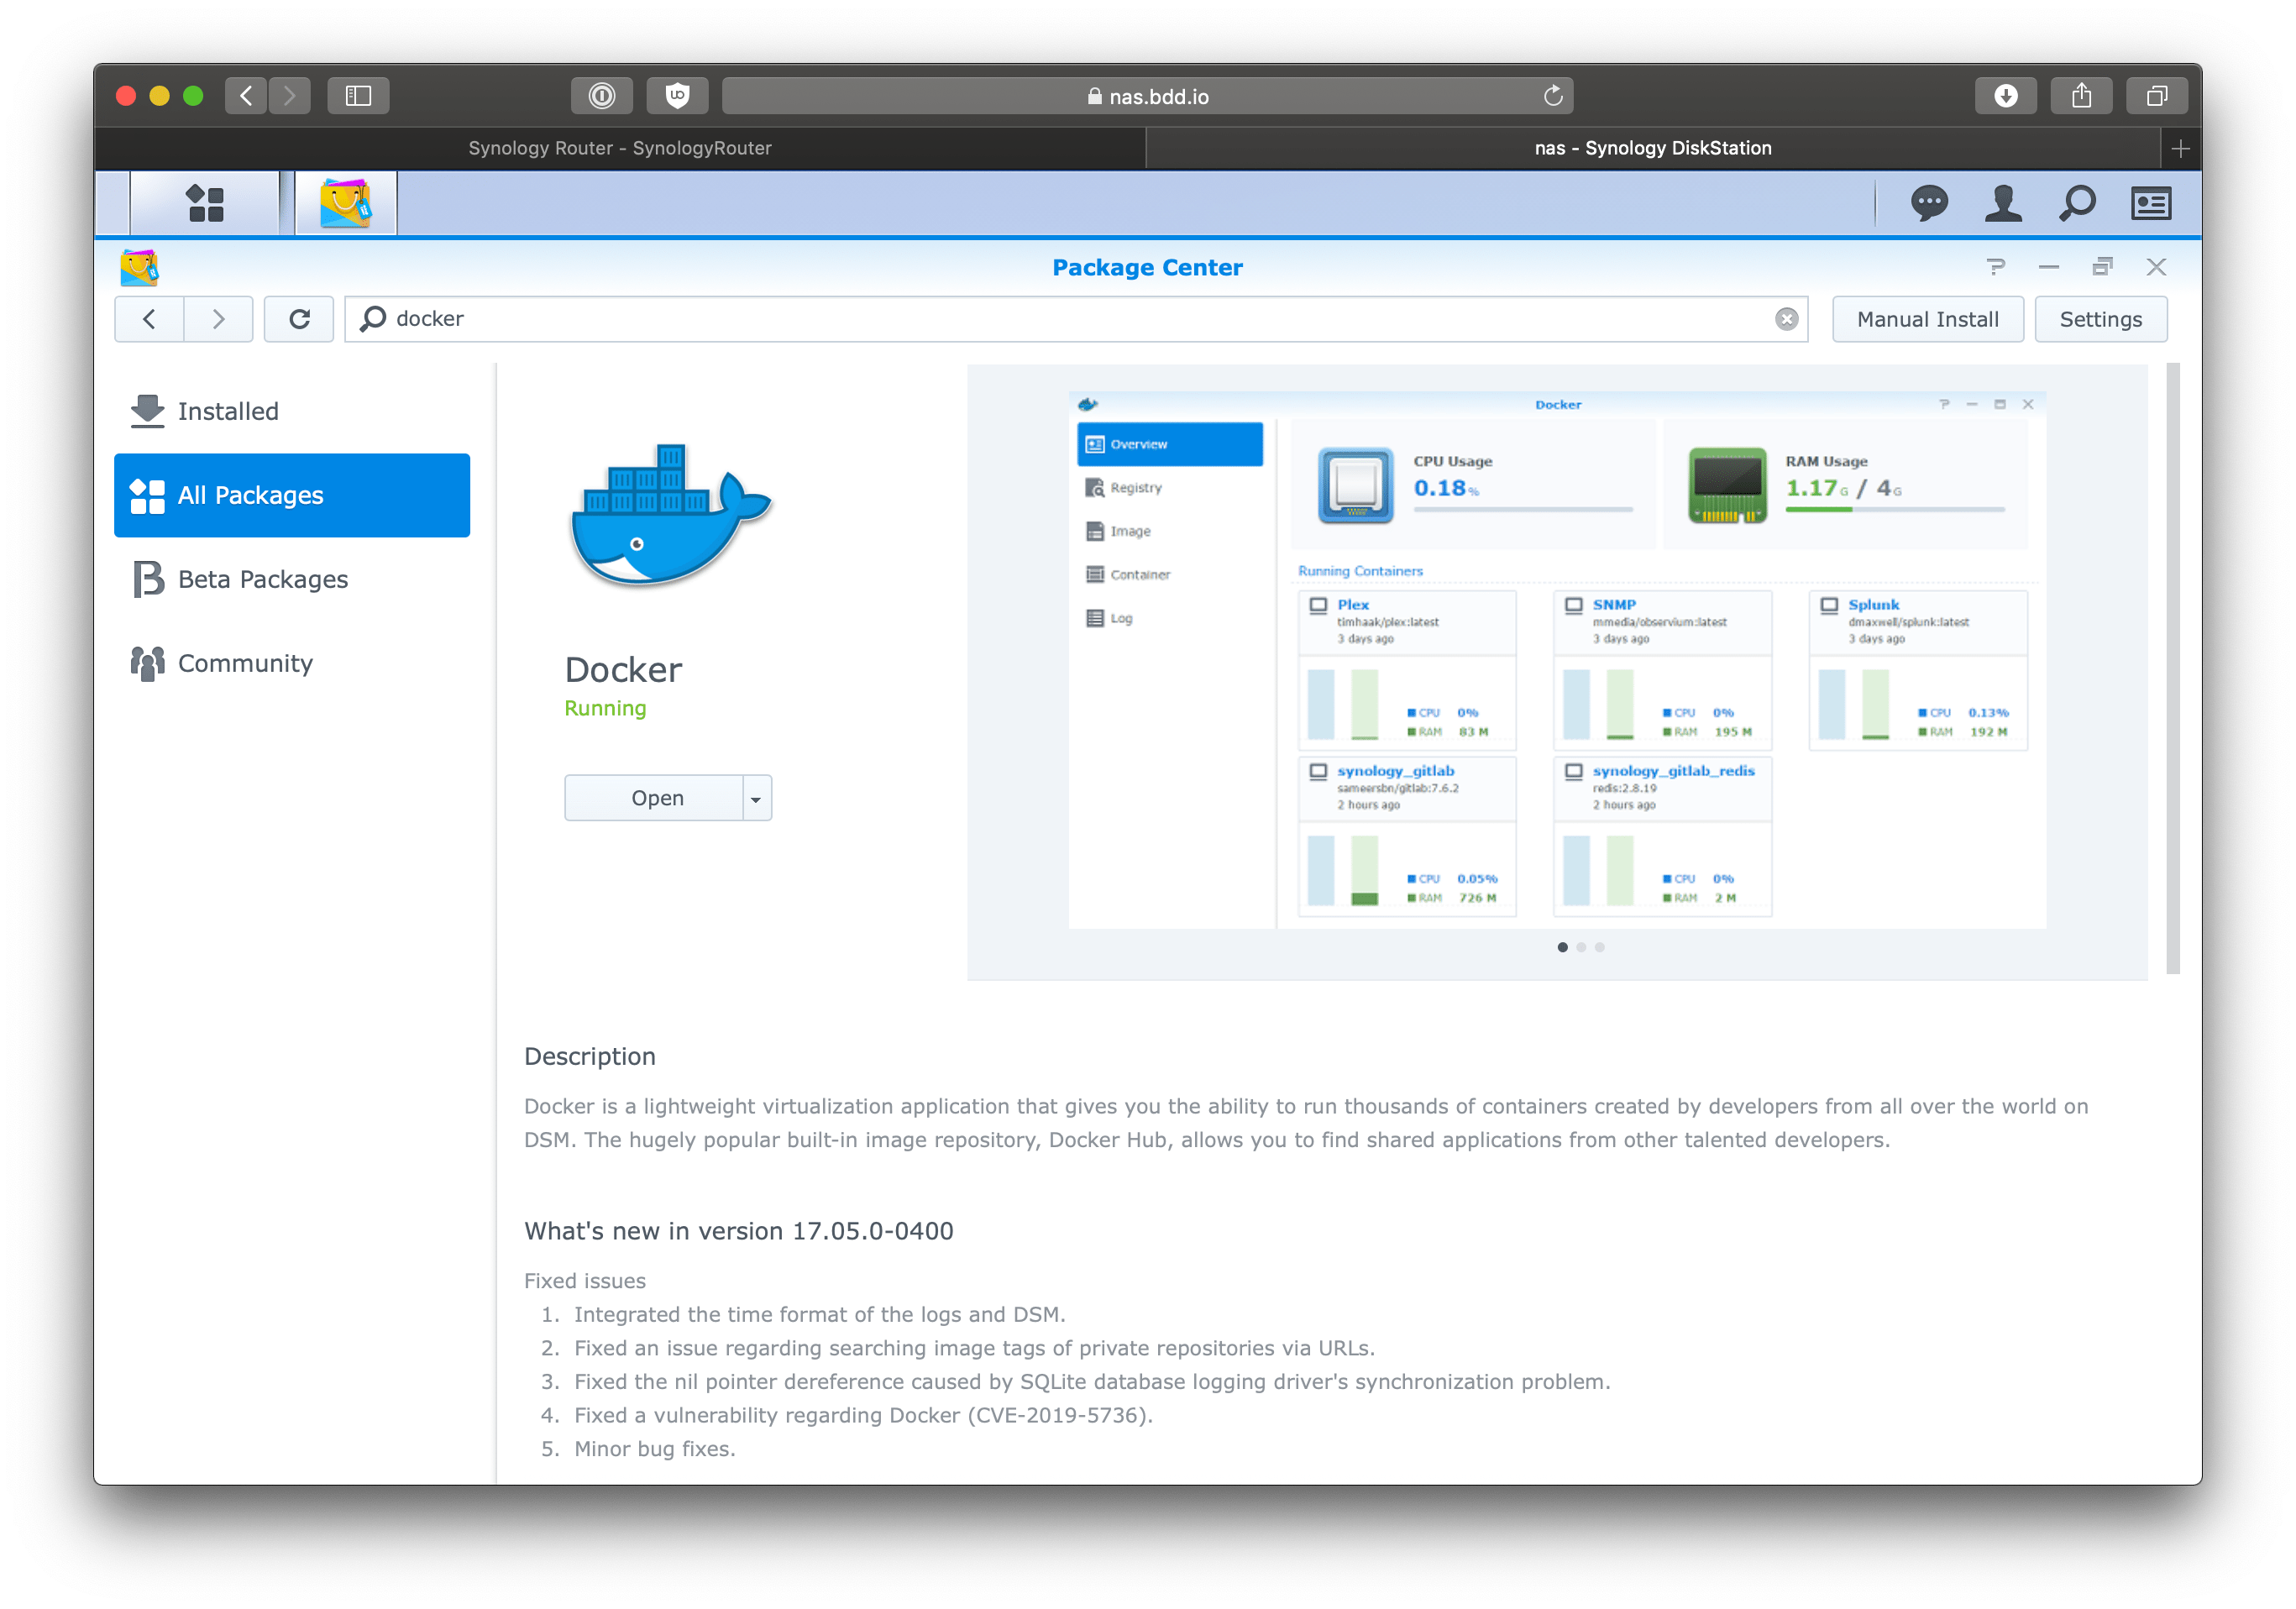 nas.bdd.io
Synology Router - SynologyRouter
nas - Synology DiskStation
Package Center
docker
Manual Install
Settings
Installed
All Packages
Beta Packages
Community
Docker
Running
Open
Docker
Overview
Registry
Image
Container
Log
CPU Usage
0.18%
RAM Usage
1.17G / 4G
Running Containers
Plex
timhaak/plex:latest
3 days ago
CPU 0%
RAM 83 M
SNMP
mmedia/observium:latest
3 days ago
CPU 0%
RAM 195 M
Splunk
dmaxwell/splunk:latest
3 days ago
CPU 0.13%
RAM 192 M
synology_gitlab
sameersbn/gitlab:7.6.2
2 hours ago
CPU 0.05%
RAM 726 M
synology_gitlab_redis
redis:2.8.19
2 hours ago
CPU 0%
RAM 2 M
Description
Docker is a lightweight virtualization application that gives you the ability to run thousands of containers created by developers from all over the world on
DSM. The hugely popular built-in image repository, Docker Hub, allows you to find shared applications from other talented developers.
What's new in version 17.05.0-0400
Fixed issues
1. Integrated the time format of the logs and DSM.
2. Fixed an issue regarding searching image tags of private repositories via URLs.
3. Fixed the nil pointer dereference caused by SQLite database logging driver's synchronization problem.
4. Fixed a vulnerability regarding Docker (CVE-2019-5736).
5. Minor bug fixes.